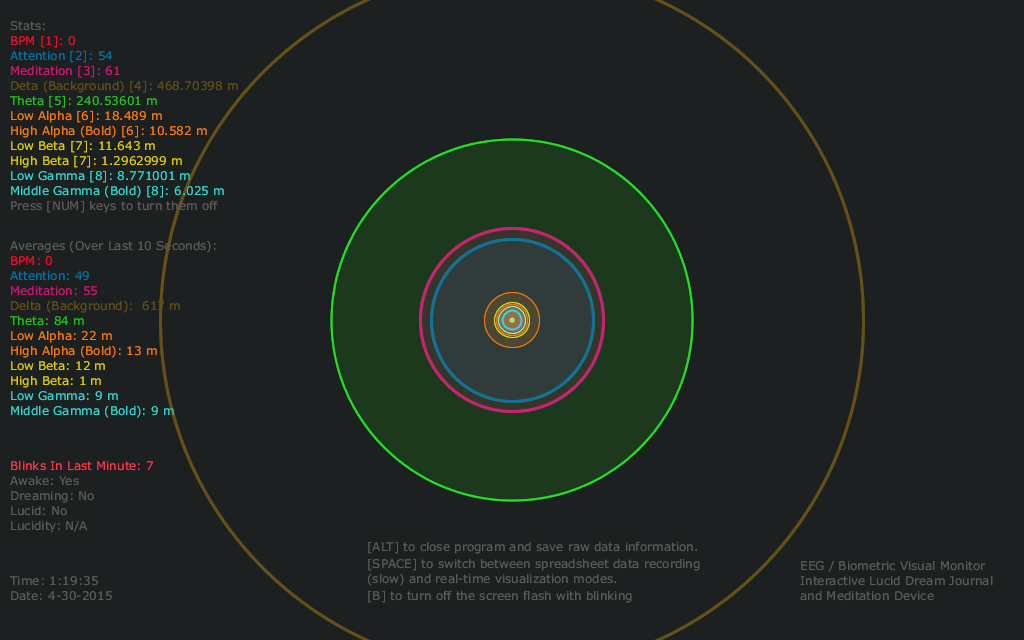 Stats:
BPM [1]: 0
Attention [2]: 54
Meditation [3]: 61
Deta (Background) [4]: 468.70398 m
Theta [5]: 240.53601 m
Low Alpha [6]: 18.489 m
High Alpha (Bold) [6]: 10.582 m
Low Beta [7]: 11.643 m
High Beta [7]: 1.2962999 m
Low Gamma [8]: 8.771001 m
Middle Gamma (Bold) [8]: 6.025 m
Press [NUM] keys to turn them off
Averages (Over Last 10 Seconds):
BPM: 0
Attention: 49
Meditation: 55
Delta (Background):  617 m
Theta: 84 m
Low Alpha: 22 m
High Alpha (Bold): 13 m
Low Beta: 12 m
High Beta: 1 m
Low Gamma: 9 m
Middle Gamma (Bold): 9 m
Blinks In Last Minute: 7
Awake: Yes
Dreaming: No
Lucid: No
Lucidity: N/A
Time: 1:19:35
Date: 4-30-2015
[ALT] to close program and save raw data information.
[SPACE] to switch between spreadsheet data recording
(slow) and real-time visualization modes.
[B] to turn off the screen flash with blinking
EEG / Biometric Visual Monitor
Interactive Lucid Dream Journal
and Meditation Device